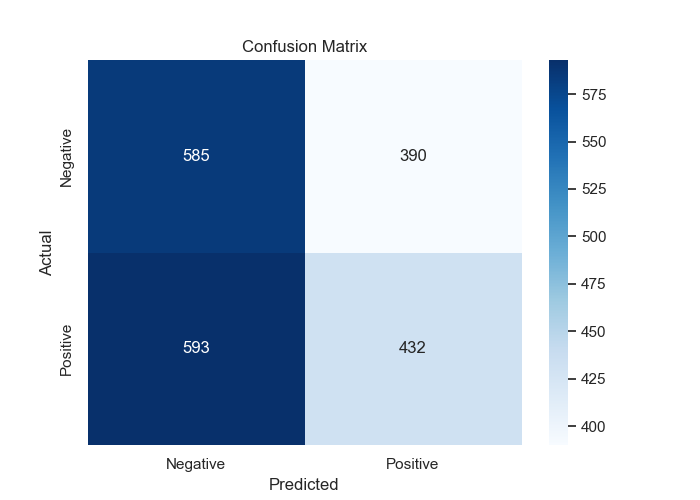 Confusion Matrix
Actual
Negative
Positive
585
390
593
432
Negative
Positive
Predicted
575
550
525
500
475
450
425
400